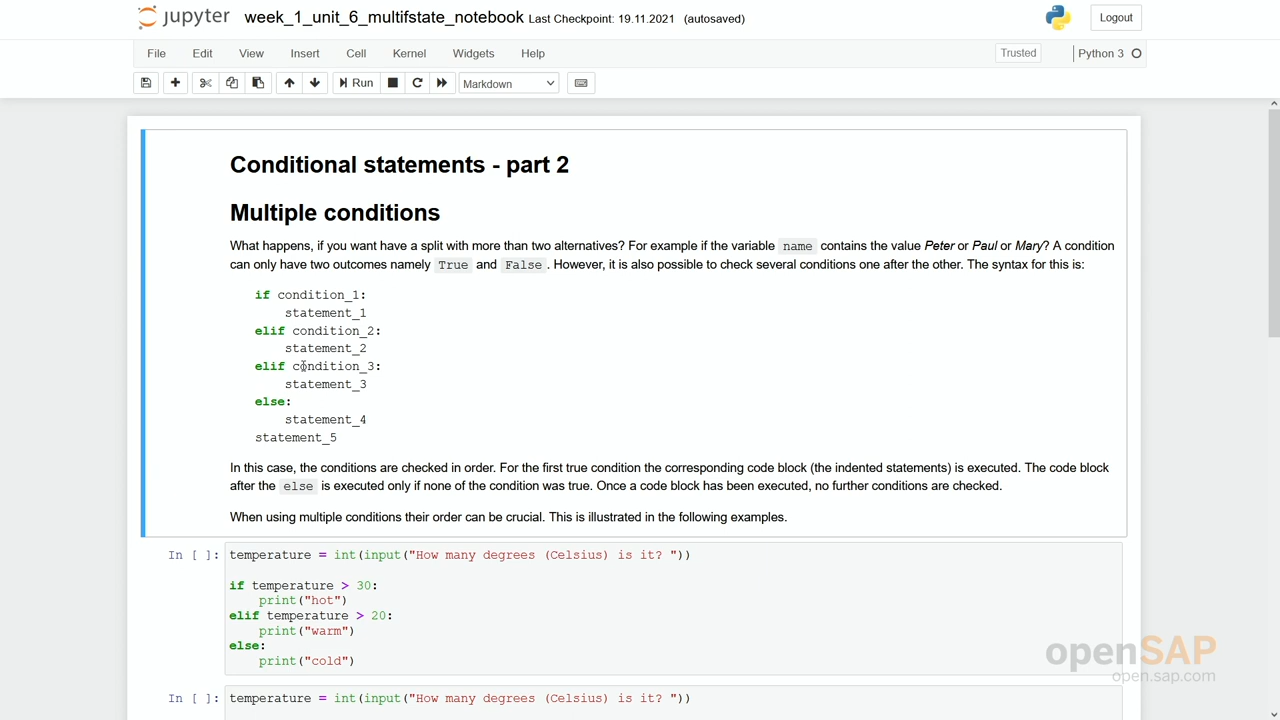 jupyter week_1_unit_6_multifstate_notebook Last Checkpoint: 19.11.2021 (autosaved) Logout
File Edit View Insert Cell Kernel Widgets Help Trusted Python 3
Run Markdown
Conditional statements - part 2
Multiple conditions
What happens, if you want have a split with more than two alternatives? For example if the variable name contains the value Peter or Paul or Mary? A condition
can only have two outcomes namely True and False . However, it is also possible to check several conditions one after the other. The syntax for this is:
if condition_1:
    statement_1
elif condition_2:
    statement_2
elif condition_3:
    statement_3
else:
    statement_4
statement_5
In this case, the conditions are checked in order. For the first true condition the corresponding code block (the indented statements) is executed. The code block
after the else is executed only if none of the condition was true. Once a code block has been executed, no further conditions are checked.
When using multiple conditions their order can be crucial. This is illustrated in the following examples.
In [ ]: temperature = int(input("How many degrees (Celsius) is it? "))
if temperature > 30:
    print("hot")
elif temperature > 20:
    print("warm")
else:
    print("cold")
openSAP
open.sap.com
In [ ]: temperature = int(input("How many degrees (Celsius) is it? "))